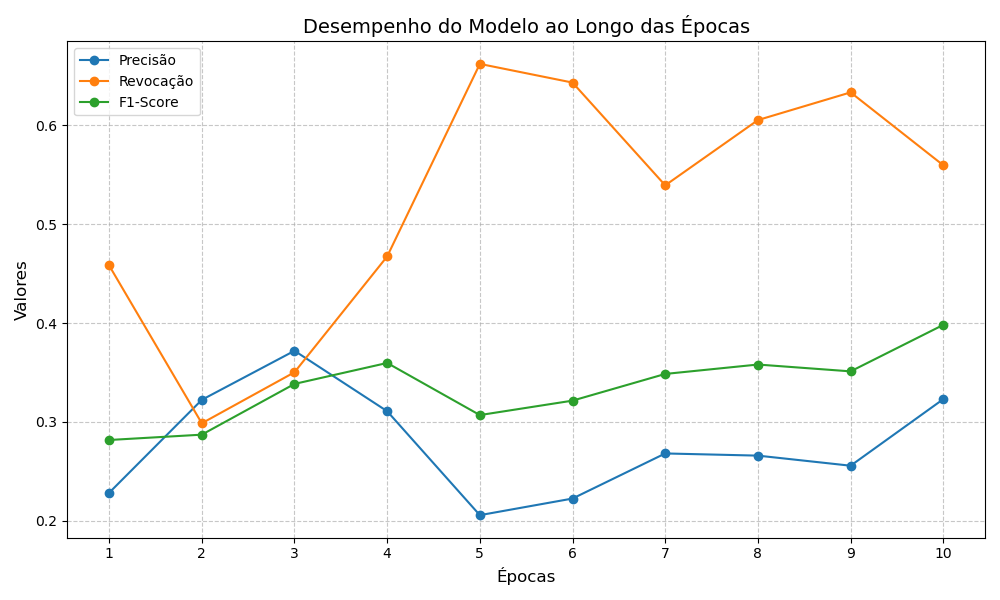 Desempenho do Modelo ao Longo das Épocas
Precisão
Revocação
F1-Score
Valores
0.6
0.5
0.4
0.3
0.2
1 2 3 4 5 6 7 8 9 10
Épocas